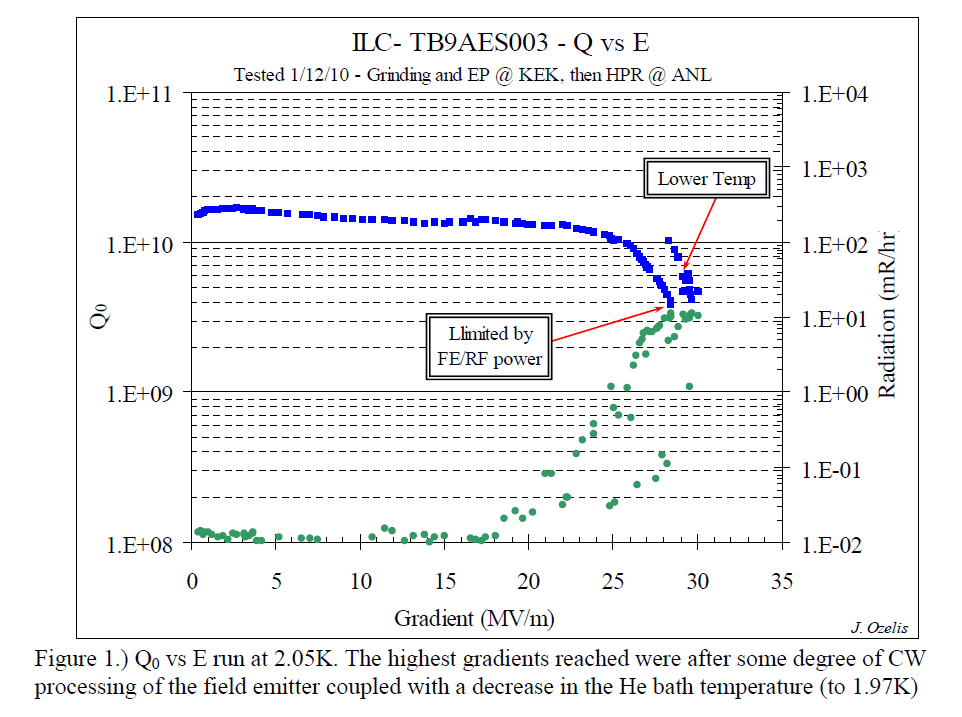 ILC- TB9AES003 - Q vs E
Tested 1/12/10 - Grinding and EP @ KEK, then HPR @ ANL
1.E+11
1.E+04
1.E+03
Lower Temp
1.E+10
1.E+02
Q0
Radiation (mR/hr)
1.E+01
Llimited by
FE/RF power
1.E+09
1.E+00
1.E-01
1.E+08
1.E-02
0 5 10 15 20 25 30 35
Gradient (MV/m)
J. Ozelis
Figure 1.) Q0 vs E run at 2.05K. The highest gradients reached were after some degree of CW
processing of the field emitter coupled with a decrease in the He bath temperature (to 1.97K)